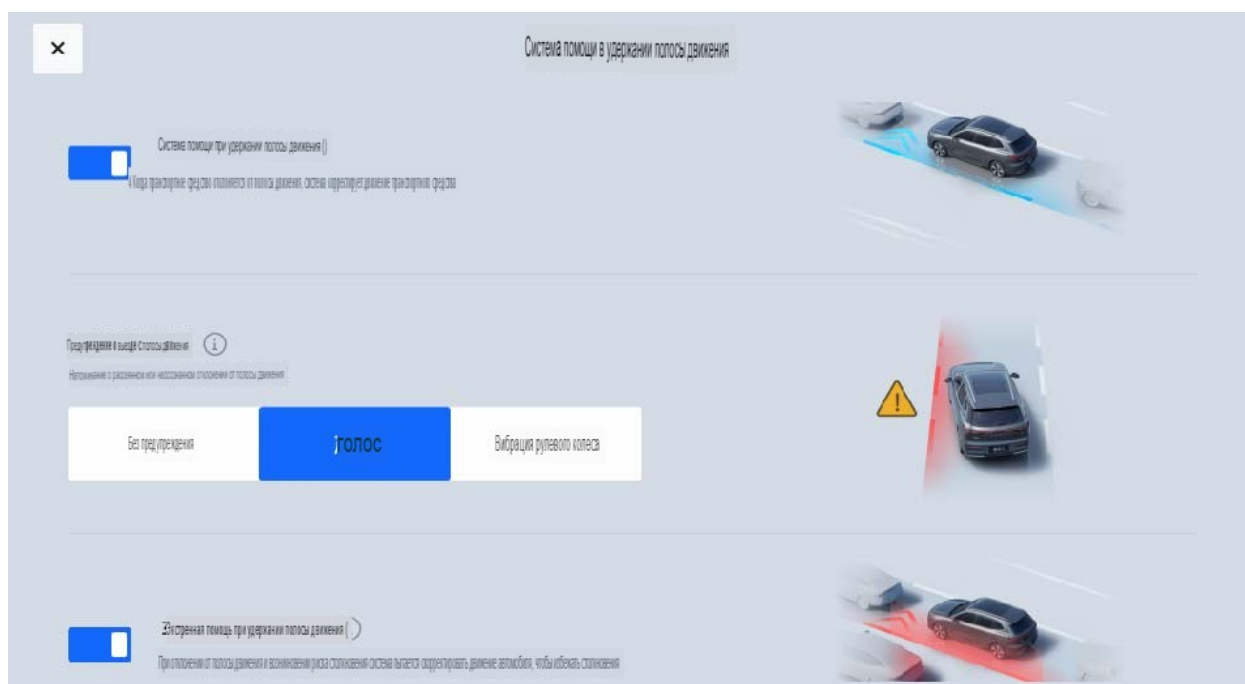 Система помощи в удержании полосы движения
Система помощи при удержании полосы движения ()
Когда транспортное средство отклоняется от полосы движения, система корректирует движение транспортного средства
Предупреждение о выезде с полосы движения
Напоминание о рассеянном или неосознанном отклонении от полосы движения
Без предупреждения
голос
Вибрация рулевого колеса
Экстренная помощь при удержании полосы движения ( )
При отклонении от полосы движения и возникновении риска столкновения система пытается скорректировать движение автомобиля, чтобы избежать столкновения